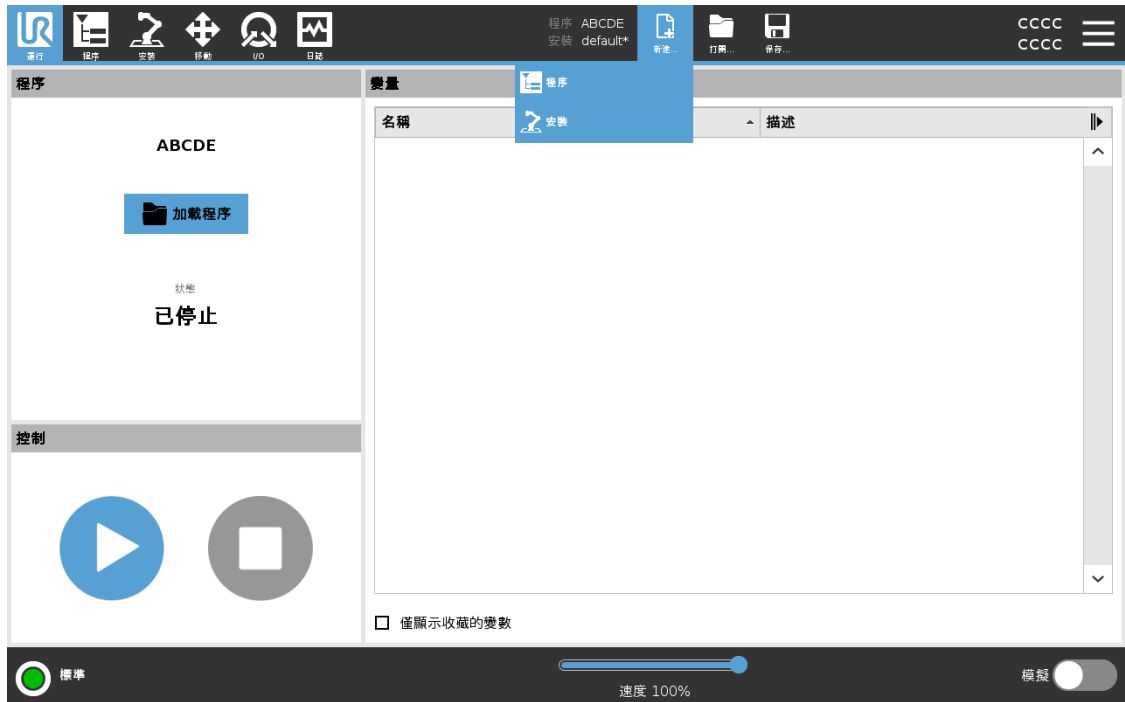 程序 ABCDE
安裝 default*
CCCC
CCCC
運行 程序 安裝 移動 I/O 日誌
新建... 打開... 保存...
程序
安裝
程序
ABCDE
加載程序
狀態
已停止
控制
變量
名稱 描述
僅顯示收藏的變數
標準
速度 100%
模擬